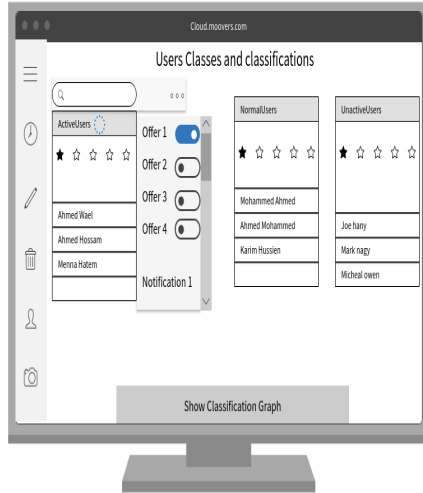 Cloud.moovers.com
Users Classes and classifications
ActiveUsers
Ahmed Wael
Ahmed Hossam
Menna Hatem
Offer 1
Offer 2
Offer 3
Offer 4
Notification 1
NormalUsers
Mohammed Ahmed
Ahmed Mohammed
Karim Hussien
UnactiveUsers
Joe hany
Mark nagy
Micheal owen
Show Classification Graph